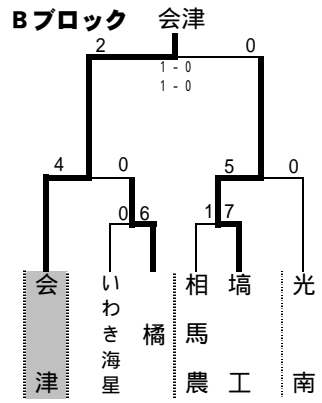 Bブロック 会津
2 0
1 - 0
1 - 0
4 0 5 0
0 6 1 7
会津
いわき海星
橘
相馬農
塙工
光南